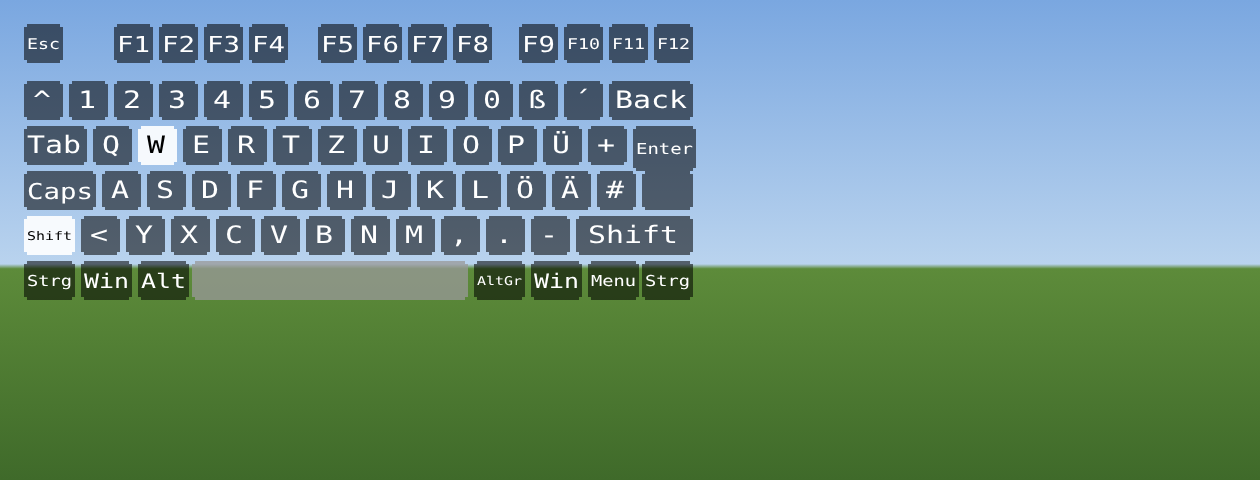 Esc F1 F2 F3 F4 F5 F6 F7 F8 F9 F10 F11 F12
^ 1 2 3 4 5 6 7 8 9 0 ß ´ Back
Tab Q W E R T Z U I O P Ü + Enter
Caps A S D F G H J K L Ö Ä #
Shift < Y X C V B N M , . - Shift
Strg Win Alt AltGr Win Menu Strg